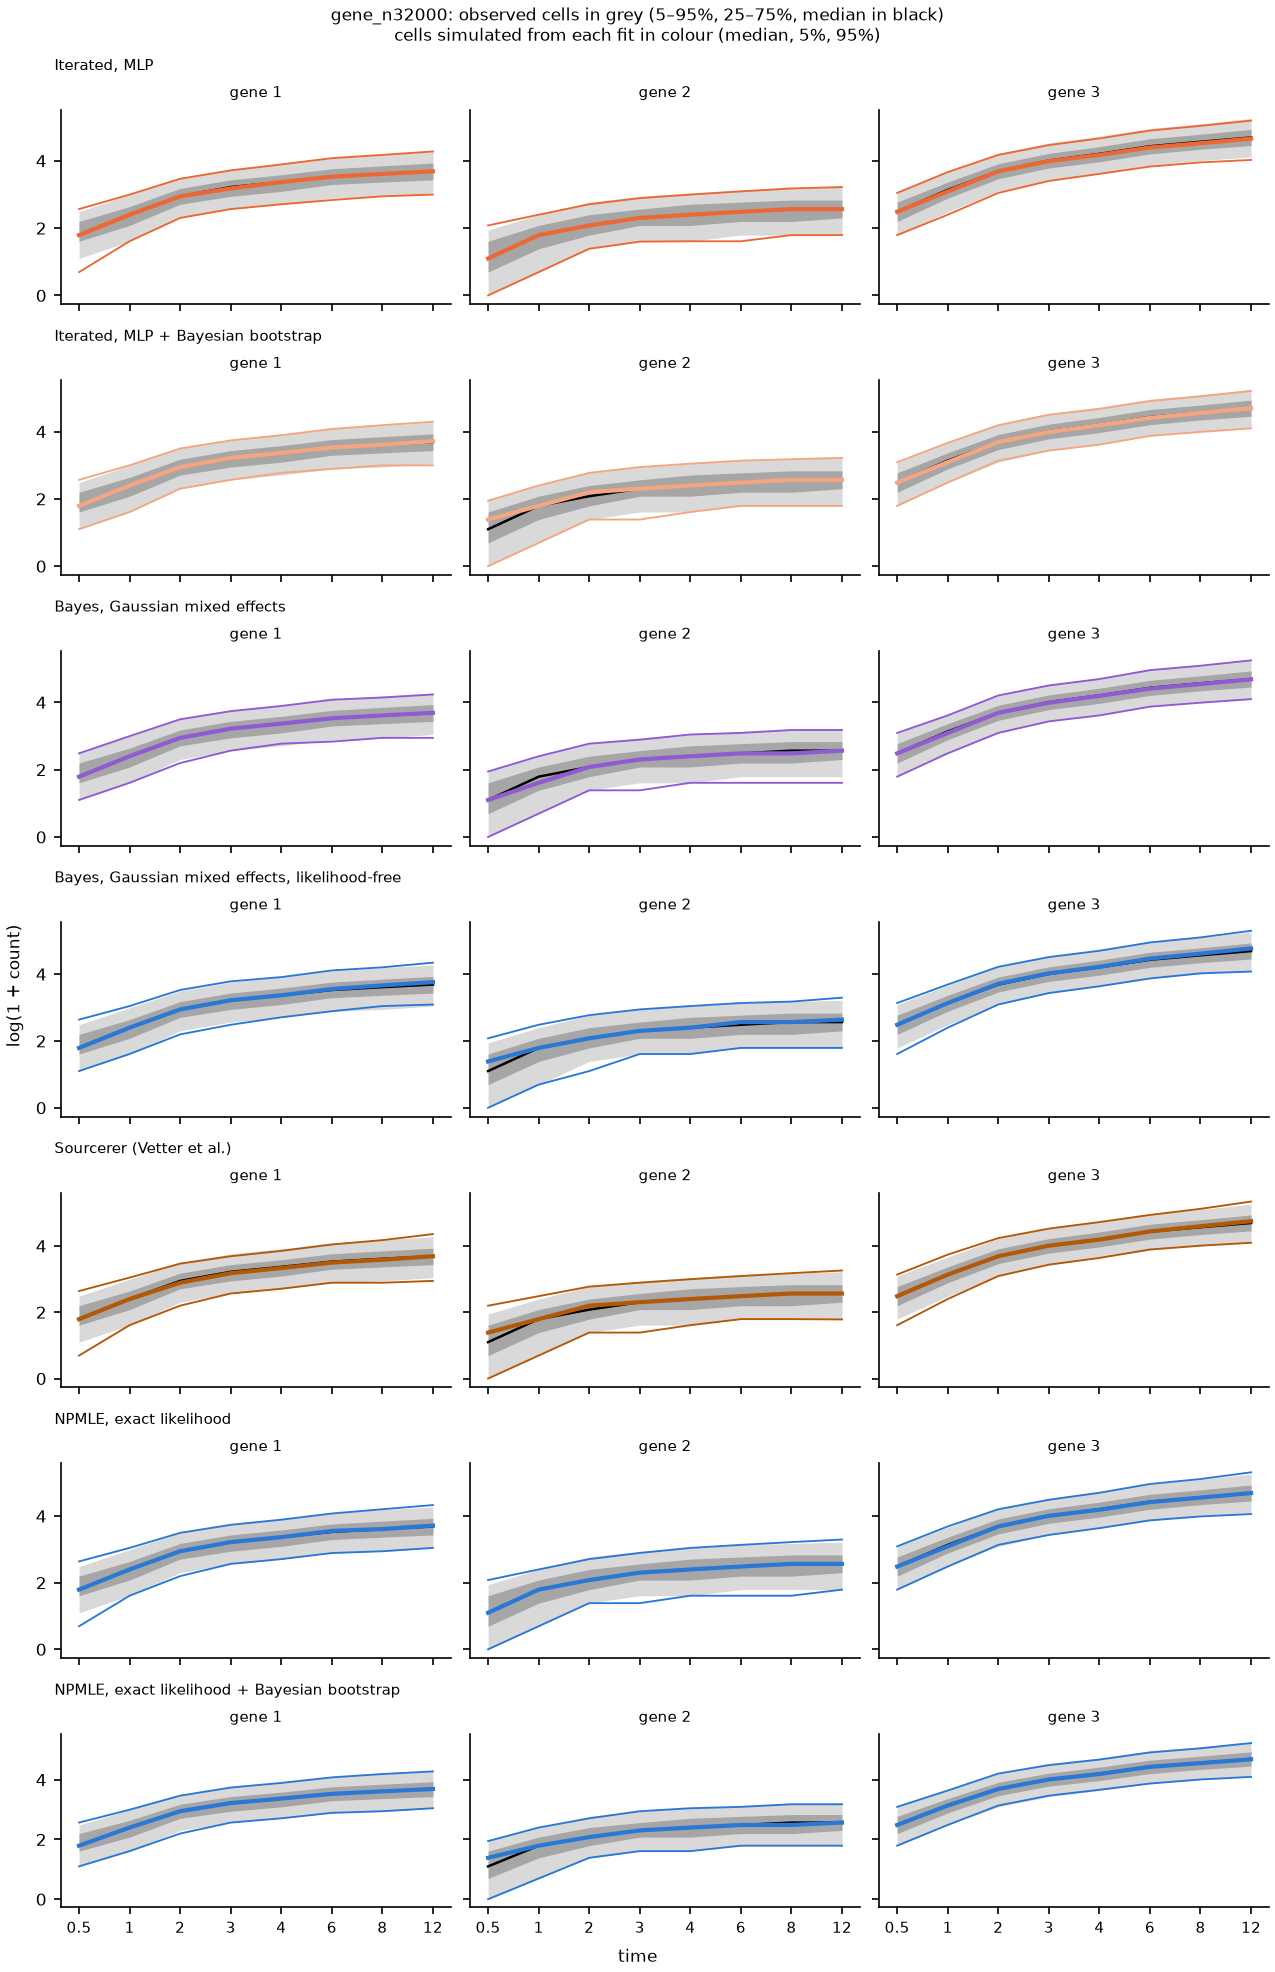 gene_n32000: observed cells in grey (5–95%, 25–75%, median in black)
cells simulated from each fit in colour (median, 5%, 95%)
Iterated, MLP
gene 1
gene 2
gene 3
4
2
0
Iterated, MLP + Bayesian bootstrap
gene 1
gene 2
gene 3
4
2
0
Bayes, Gaussian mixed effects
gene 1
gene 2
gene 3
4
2
0
Bayes, Gaussian mixed effects, likelihood-free
gene 1
gene 2
gene 3
4
2
0
log(1 + count)
Sourcerer (Vetter et al.)
gene 1
gene 2
gene 3
4
2
0
NPMLE, exact likelihood
gene 1
gene 2
gene 3
4
2
0
NPMLE, exact likelihood + Bayesian bootstrap
gene 1
gene 2
gene 3
4
2
0
0.5 1 2 3 4 6 8 12
0.5 1 2 3 4 6 8 12
0.5 1 2 3 4 6 8 12
time